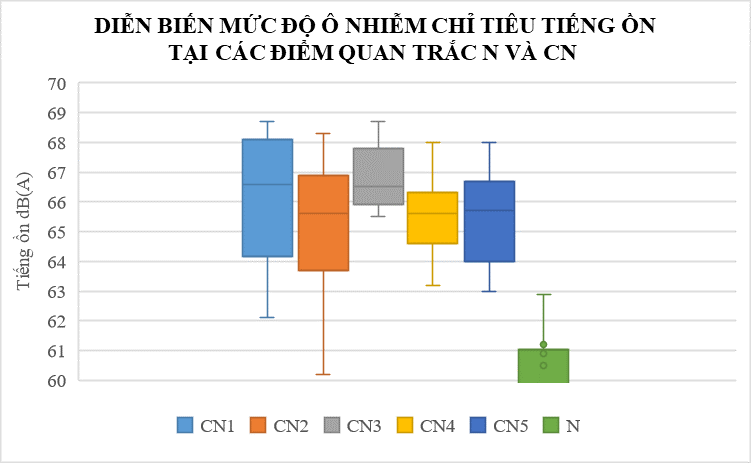 DIỄN BIẾN MỨC ĐỘ Ô NHIỄM CHỈ TIÊU TIẾNG ỒN
TẠI CÁC ĐIỂM QUAN TRẮC N VÀ CN
70
69
68
67
66
65
64
63
62
61
60
Tiếng ồn dB(A)
CN1 CN2 CN3 CN4 CN5 N